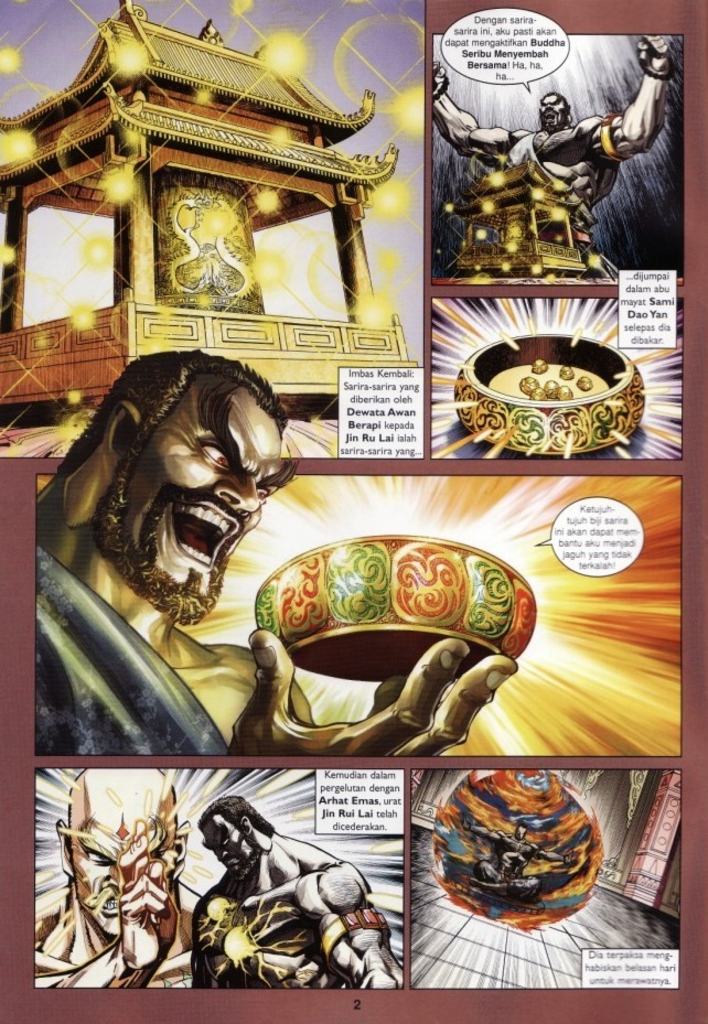 Imbas Kembali:
Sarira-sarira yang
diberikan oleh
Dewata Awan
Berapi kepada
Jin Ru Lai ialah
sarira-sarira yang...
Dengan sarira-
sarira ini, aku pasti akan
dapat mengaktifkan Buddha
Seribu Menyembah
Bersama! Ha, ha,
ha...
...dijumpai
dalam abu
mayat Sami
Dao Yan
selepas dia
dibakar.
Ketujuh-
tujuh biji sarira
ini akan dapat mem-
bantu aku menjadi
jaguh yang tidak
terkalah!
Kemudian dalam
pergelutan dengan
Arhat Emas, urat
Jin Rui Lai telah
dicederakan.
Dia terpaksa meng-
habiskan belasan hari
untuk merawatnya.
2